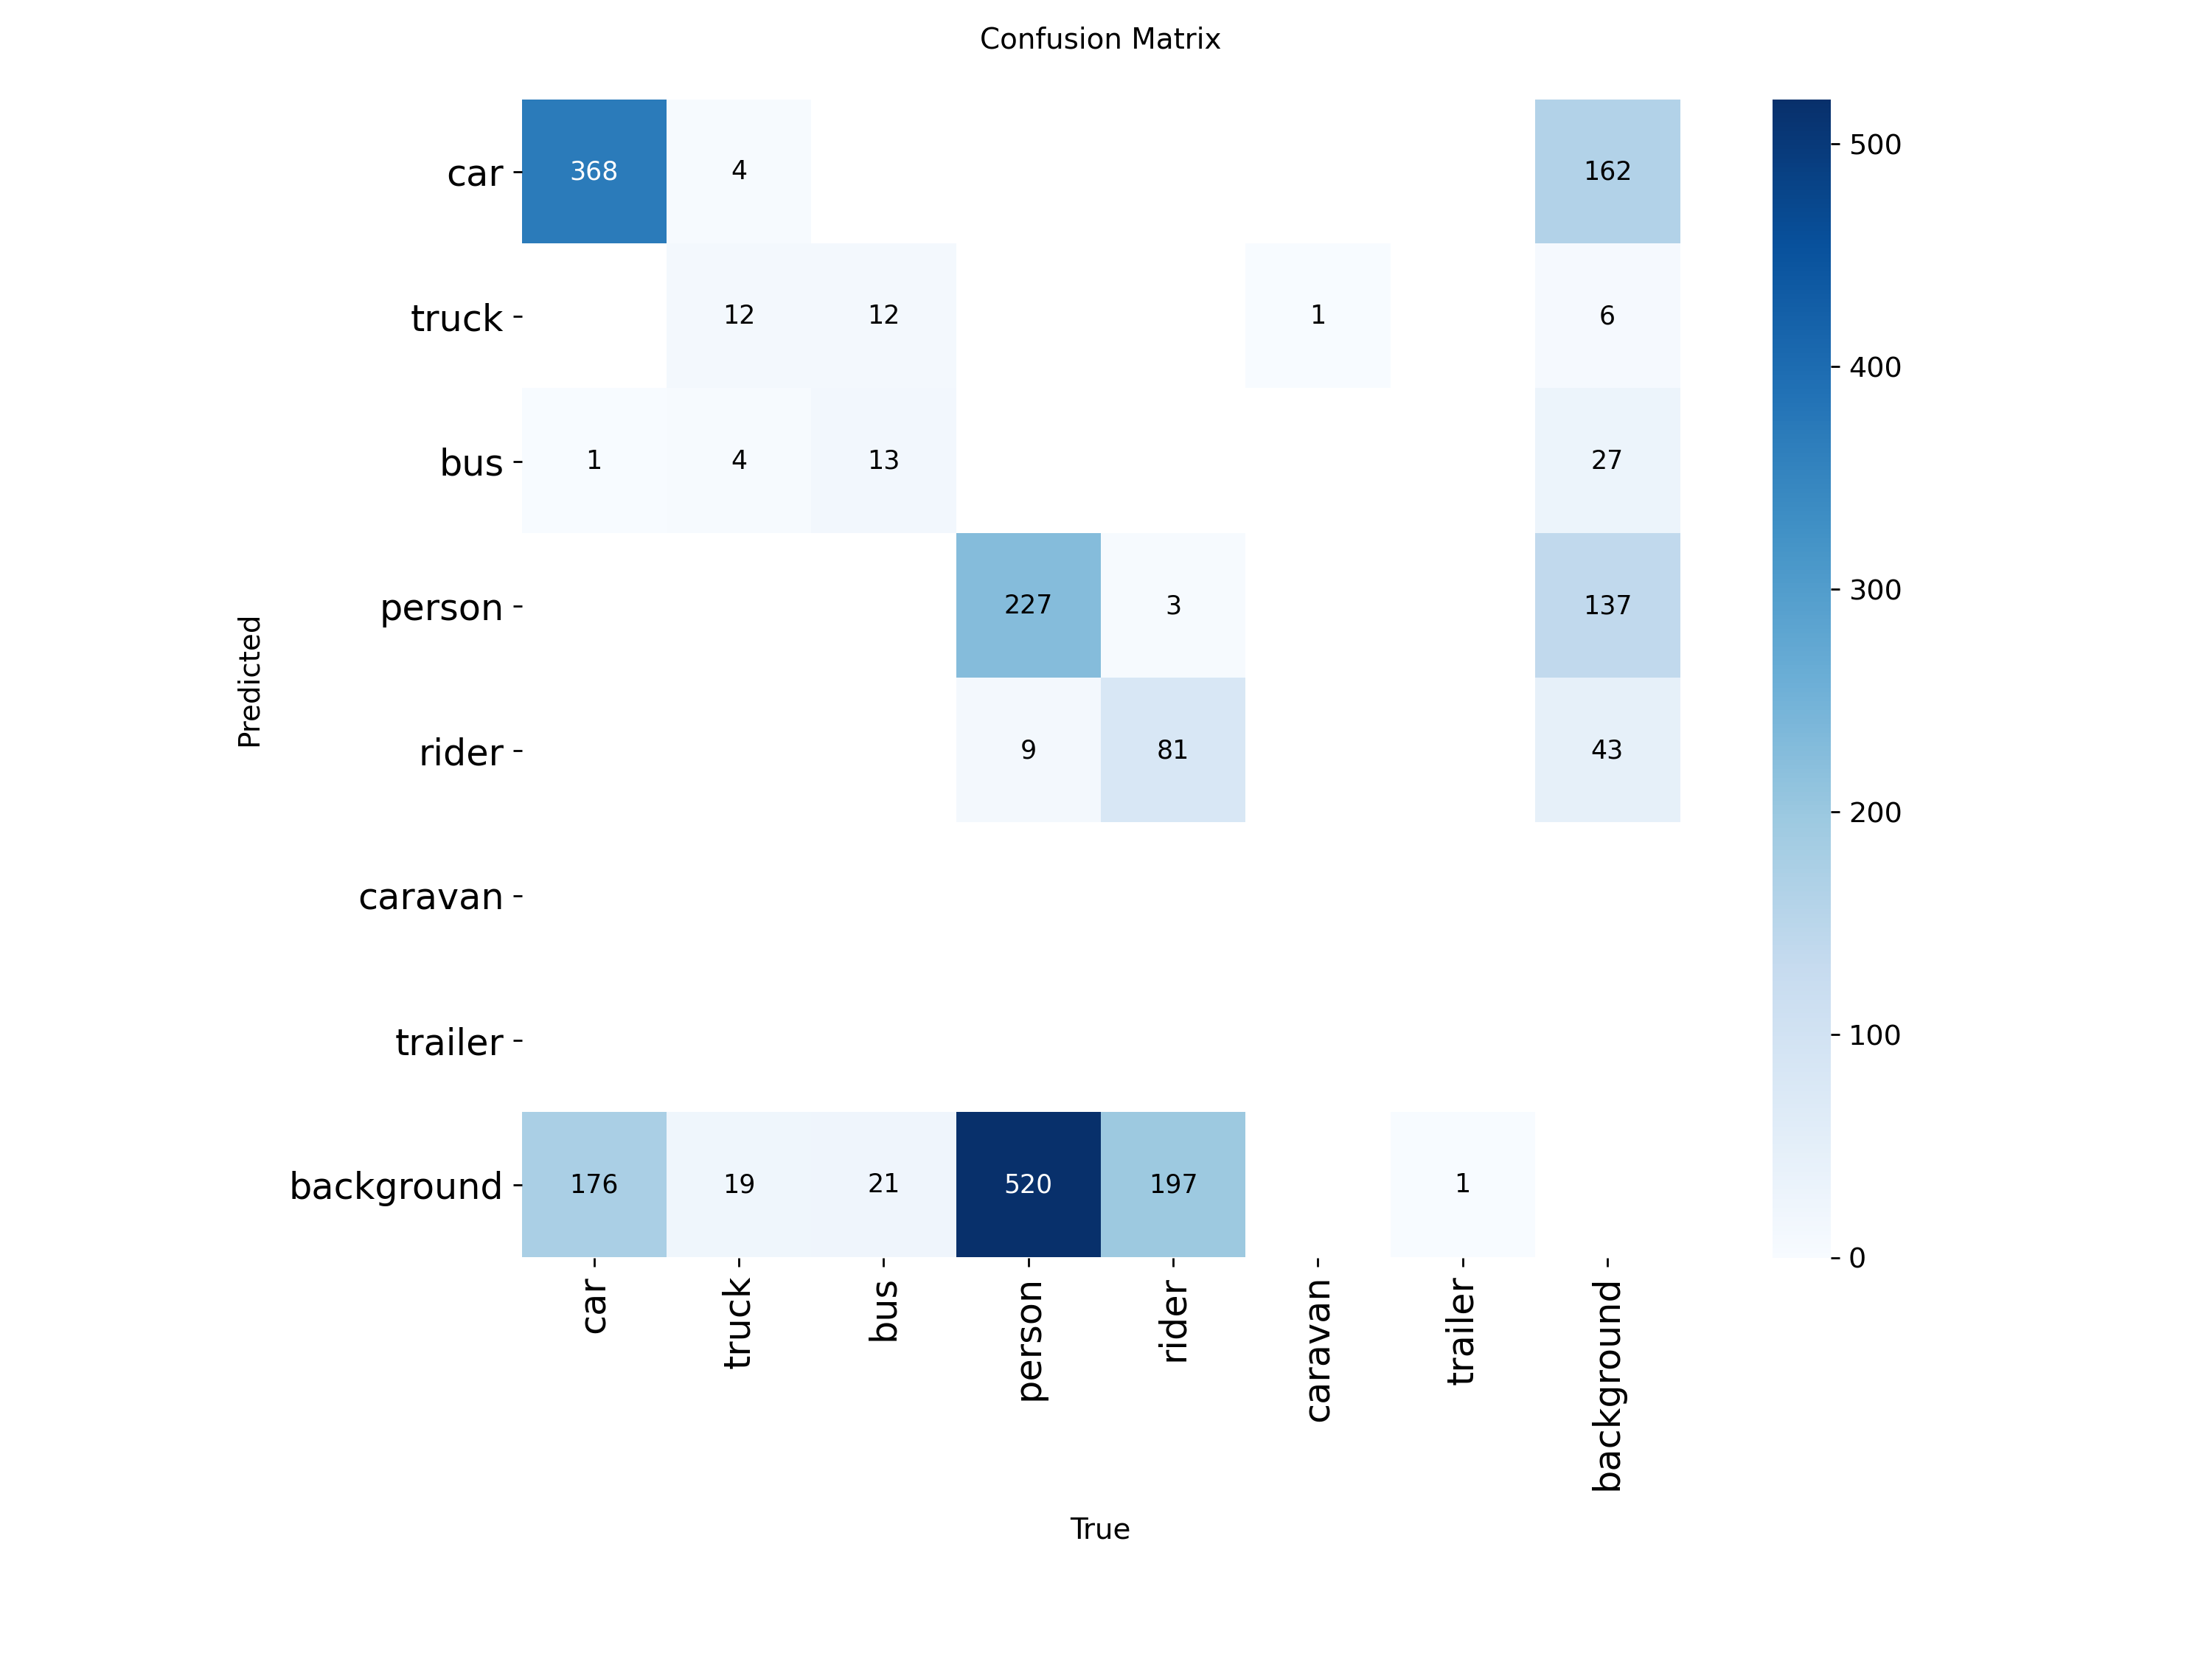 Confusion Matrix
car 368 4 162 500
truck 12 12 1 6 400
bus 1 4 13 27
person 227 3 137 300
Predicted
rider 9 81 43 200
caravan
trailer 100
background 176 19 21 520 197 1 0
car truck bus person rider caravan trailer background
True